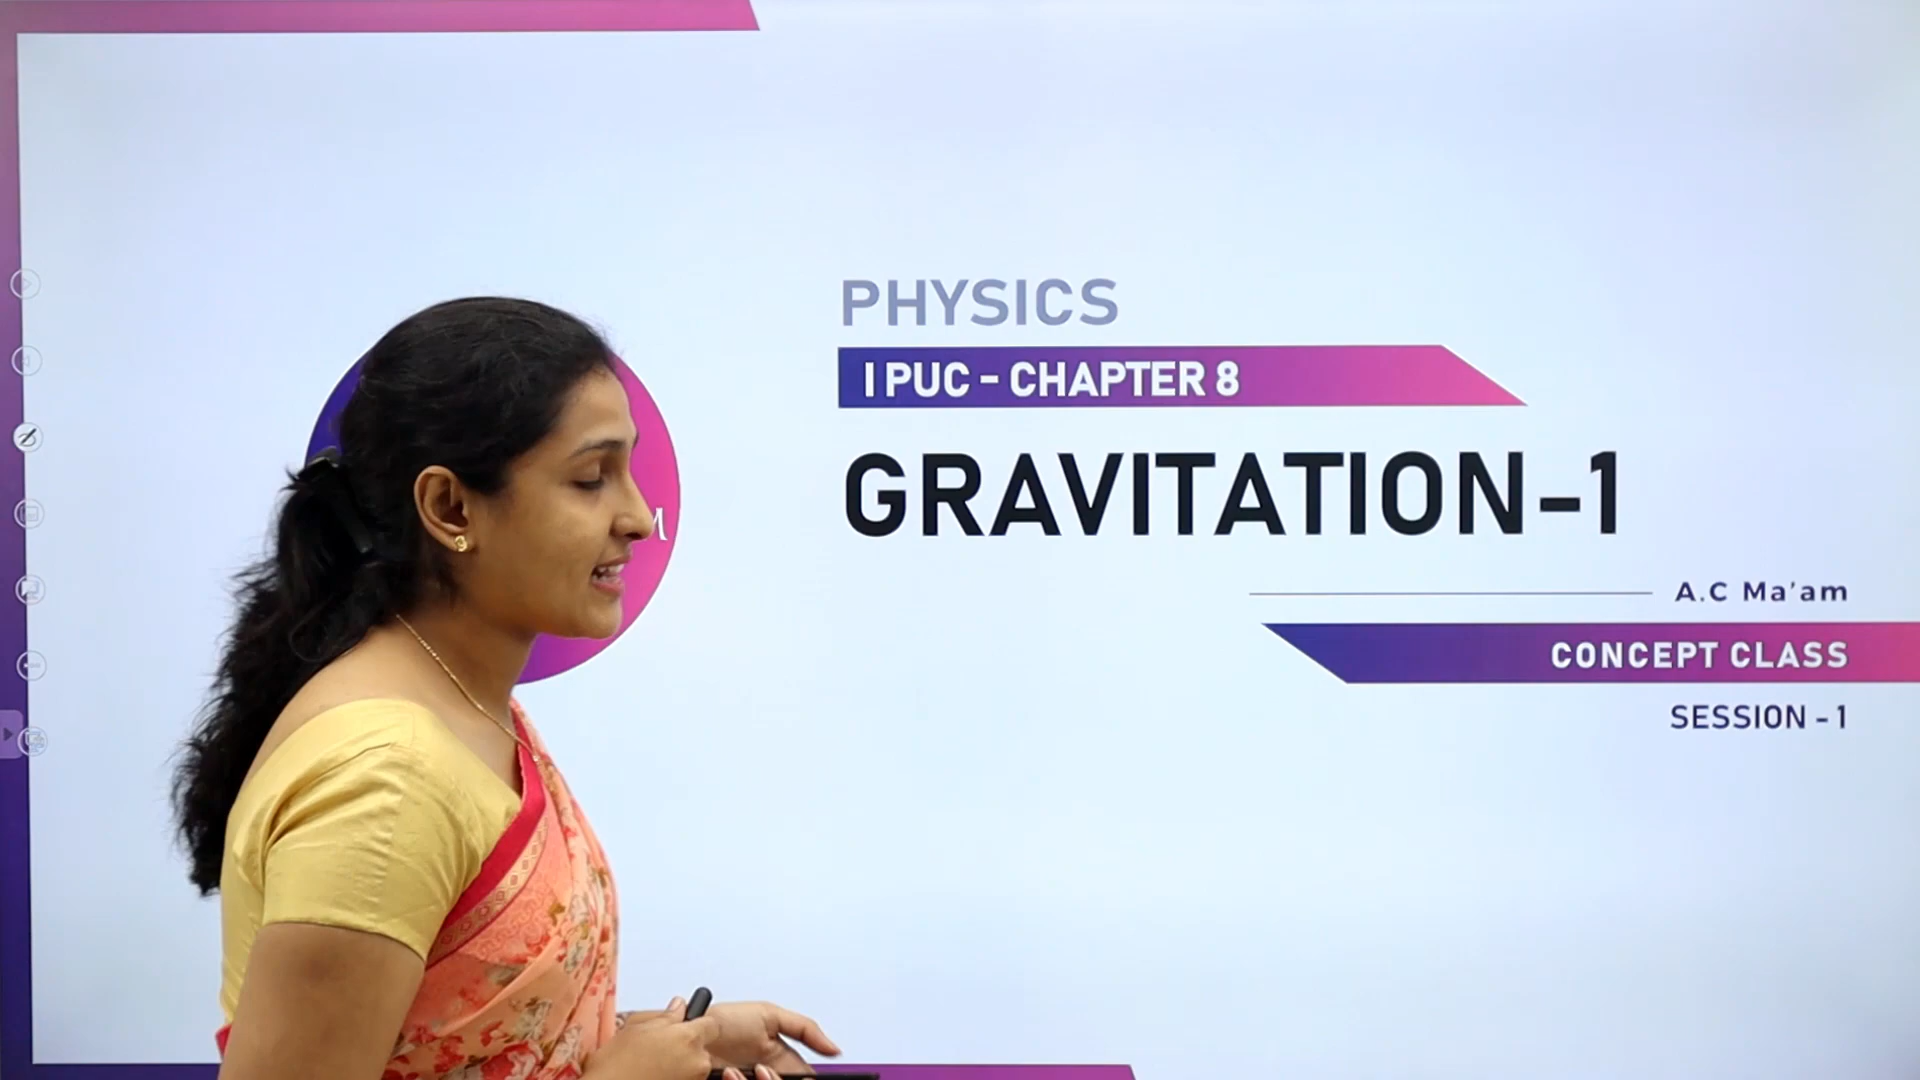 PHYSICS
I PUC - CHAPTER 8
GRAVITATION-1
A.C Ma'am
CONCEPT CLASS
SESSION - 1